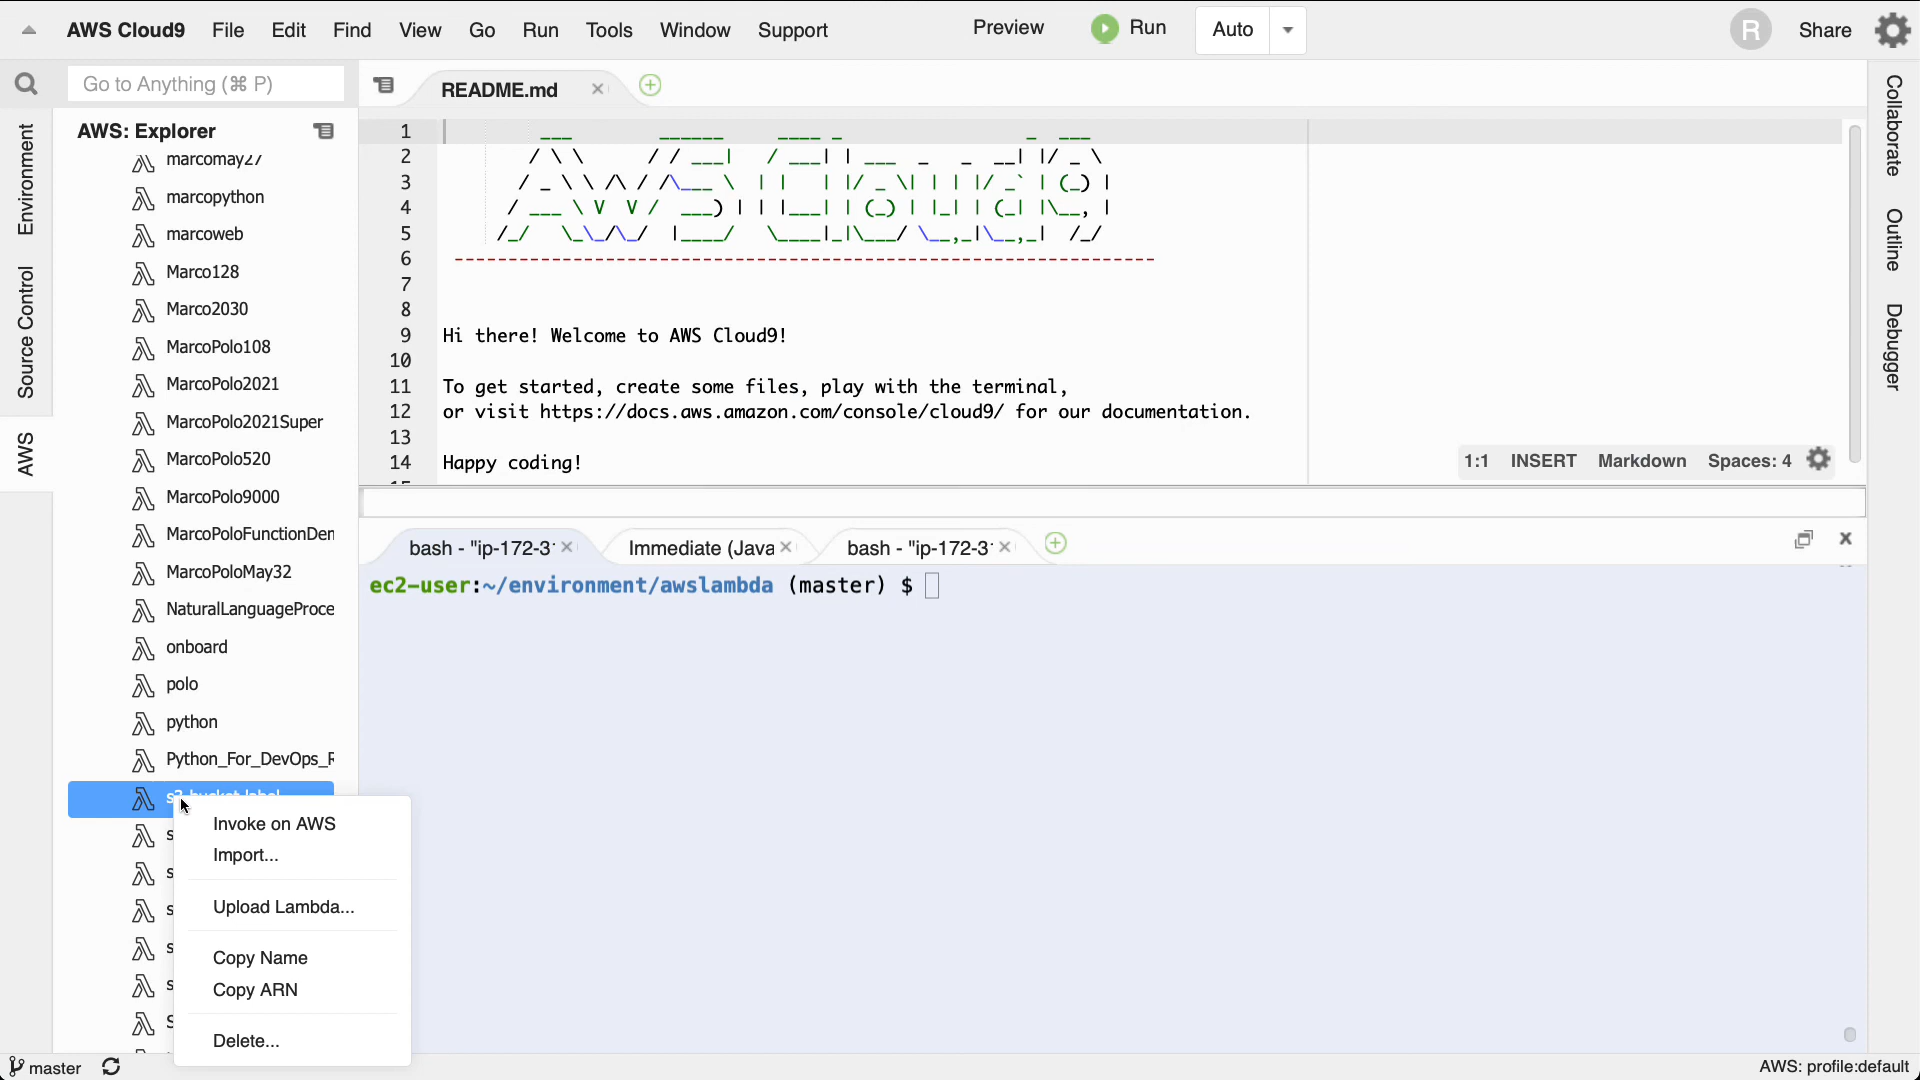 AWS Cloud9 File Edit Find View Go Run Tools Window Support Preview Run Auto R Share
Go to Anything (⌘ P)
README.md
Environment
Source Control
AWS
AWS: Explorer
marcomay27
marcopython
marcoweb
Marco128
Marco2030
MarcoPolo108
MarcoPolo2021
MarcoPolo2021Super
MarcoPolo520
MarcoPolo9000
MarcoPoloFunctionDem
MarcoPoloMay32
NaturalLanguageProce
onboard
polo
python
Python_For_DevOps_R
s3-bucket-label
s
s
s
s
s
S
Invoke on AWS
Import...
Upload Lambda...
Copy Name
Copy ARN
Delete...
1
2
3
4
5
6 -----------------------------------------------------------------
7
8
9 Hi there! Welcome to AWS Cloud9!
10
11 To get started, create some files, play with the terminal,
12 or visit https://docs.aws.amazon.com/console/cloud9/ for our documentation.
13
14 Happy coding!
1:1 INSERT Markdown Spaces: 4
bash - "ip-172-3 Immediate (Java bash - "ip-172-3
ec2-user:~/environment/awslambda (master) $
Collaborate
Outline
Debugger
master
AWS: profile:default